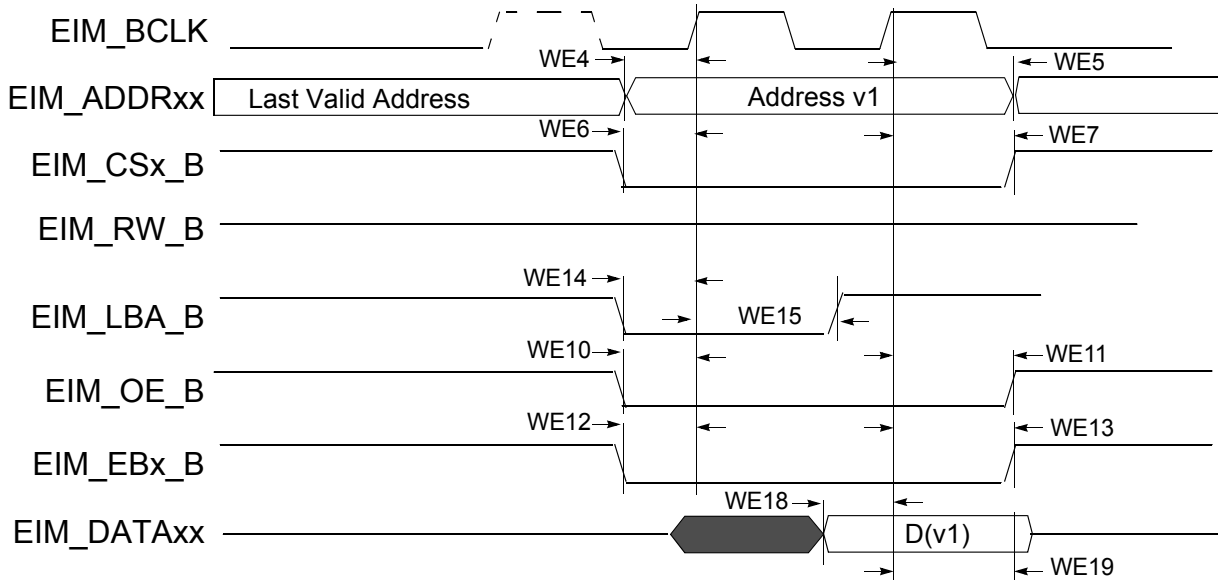 EIM_BCLK
WE4
WE5
EIM_ADDRxx
Last Valid Address
Address v1
WE6
WE7
EIM_CSx_B
EIM_RW_B
WE14
EIM_LBA_B
WE15
WE10
WE11
EIM_OE_B
WE12
WE13
EIM_EBx_B
WE18
EIM_DATAxx
D(v1)
WE19